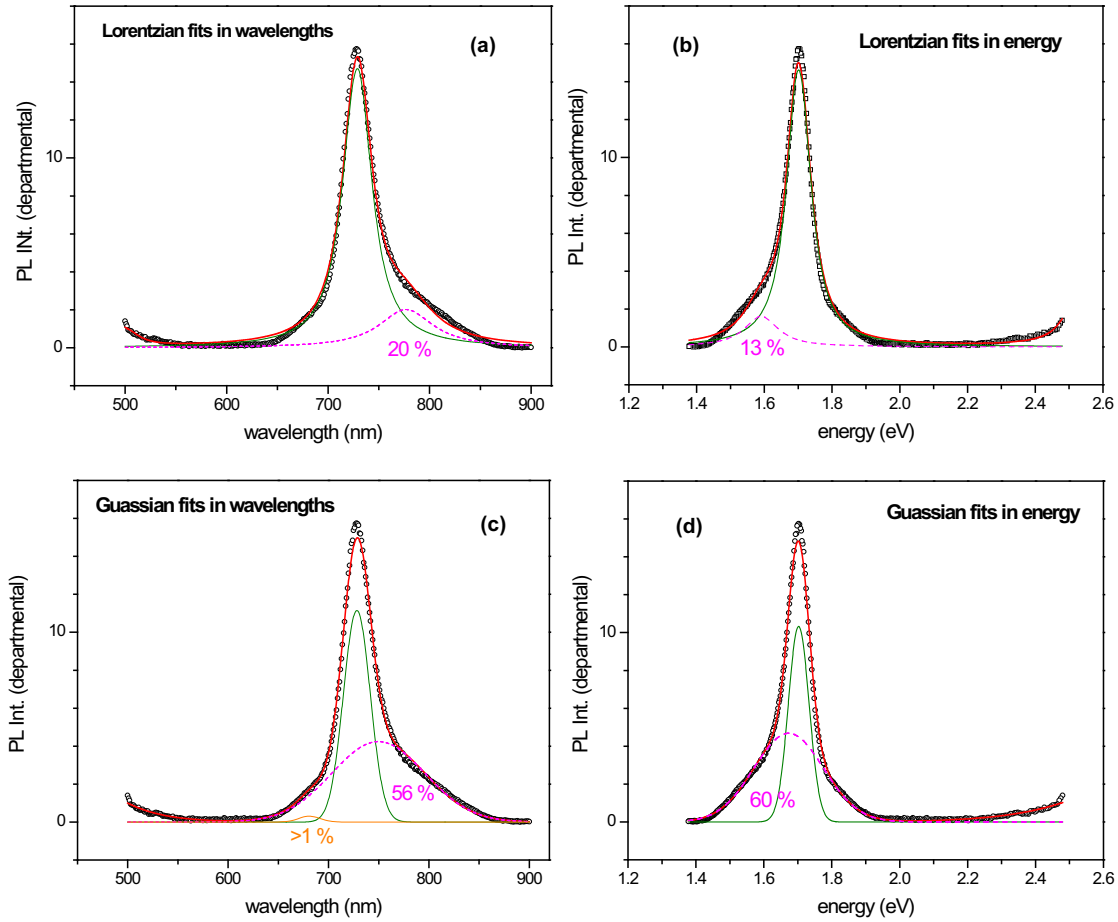 Lorentzian fits in wavelengths
(a)
PL INt. (departmental)
10
0
20 %
500 600 700 800 900
wavelength (nm)
(b)
Lorentzian fits in energy
PL Int. (departmental)
10
0
13 %
1.2 1.4 1.6 1.8 2.0 2.2 2.4 2.6
energy (eV)
Guassian fits in wavelengths
(c)
PL Int. (departmental)
10
0
56 %
>1 %
500 600 700 800 900
wavelength (nm)
(d)
Guassian fits in energy
PL Int. (departmental)
10
0
60 %
1.2 1.4 1.6 1.8 2.0 2.2 2.4 2.6
energy (eV)